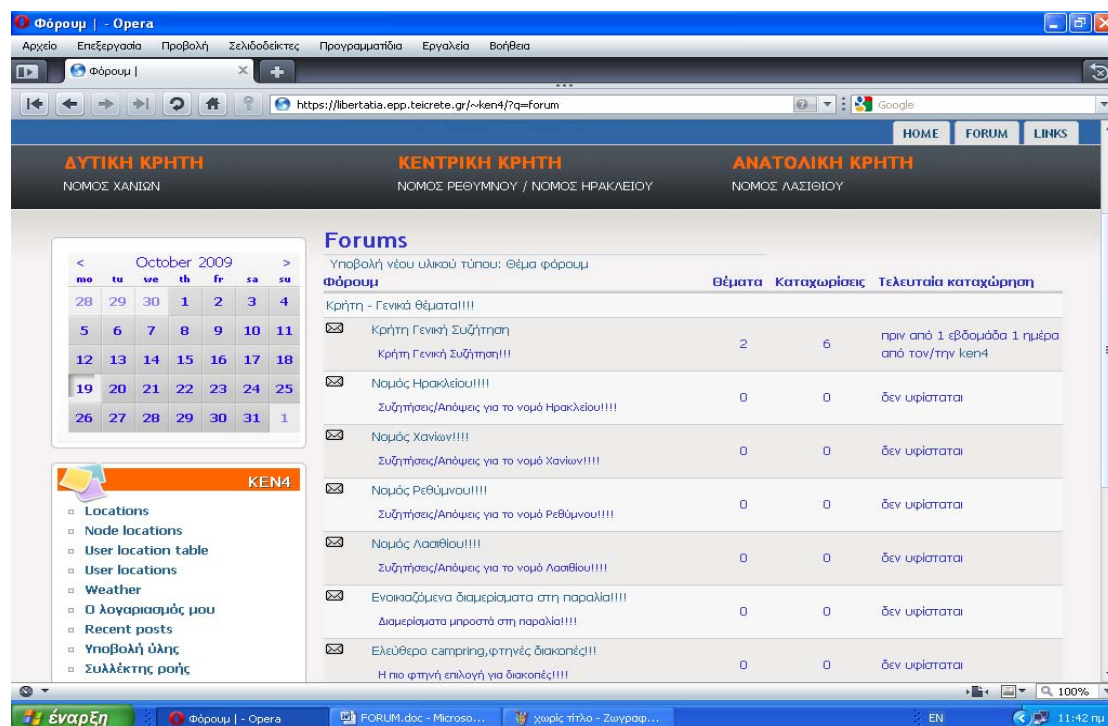 Φόρουμ | - Opera
Αρχείο Επεξεργασία Προβολή Σελιδοδείκτες Προγραμματίδια Εργαλεία Βοήθεια
Φόρουμ |
https://libertatia.epp.teicrete.gr/~ken4/?q=forum
Google
HOME FORUM LINKS
ΔΥΤΙΚΗ ΚΡΗΤΗ ΚΕΝΤΡΙΚΗ ΚΡΗΤΗ ΑΝΑΤΟΛΙΚΗ ΚΡΗΤΗ
ΝΟΜΟΣ ΧΑΝΙΩΝ ΝΟΜΟΣ ΡΕΘΥΜΝΟΥ / ΝΟΜΟΣ ΗΡΑΚΛΕΙΟΥ ΝΟΜΟΣ ΛΑΣΙΘΙΟΥ
< October 2009 >
mo tu we th fr sa su
28 29 30 1 2 3 4
5 6 7 8 9 10 11
12 13 14 15 16 17 18
19 20 21 22 23 24 25
26 27 28 29 30 31 1
KEN4
Locations
Node locations
User location table
User locations
Weather
Ο λογαριασμός μου
Recent posts
Υποβολή ύλης
Συλλέκτης ροής
Forums
Υποβολή νέου υλικού τύπου: Θέμα φόρουμ
Φόρουμ Θέματα Καταχωρίσεις Τελευταία καταχώρηση
Κρήτη - Γενικά θέματα!!!!
Κρήτη Γενική Συζήτηση
Κρήτη Γενική Συζήτηση!!!
2 6 πριν από 1 εβδομάδα 1 ημέρα
από τον/την ken4
Νομός Ηρακλείου!!!!
Συζητήσεις/Απόψεις για το νομό Ηρακλείου!!!!
0 0 δεν υφίσταται
Νομός Χανίων!!!!
Συζητήσεις/Απόψεις για το νομό Χανίων!!!!
0 0 δεν υφίσταται
Νομός Ρεθύμνου!!!!
Συζητήσεις/Απόψεις για το νομό Ρεθύμνου!!!!
0 0 δεν υφίσταται
Νομός Λασιθίου!!!!
Συζητήσεις/Απόψεις για το νομό Λασιθίου!!!!
0 0 δεν υφίσταται
Ενοικιαζόμενα διαμερίσματα στη παραλία!!!!
Διαμερίσματα μπροστά στη παραλία!!!!
0 0 δεν υφίσταται
Ελεύθερο campring,φτηνές διακοπές!!!
Η πιο φτηνή επιλογή για διακοπές!!!!
0 0 δεν υφίσταται
100%
έναρξη
Φόρουμ | - Opera
FORUM.doc - Microso...
χωρίς τίτλο - Ζωγραφ...
EN
11:42 πμ